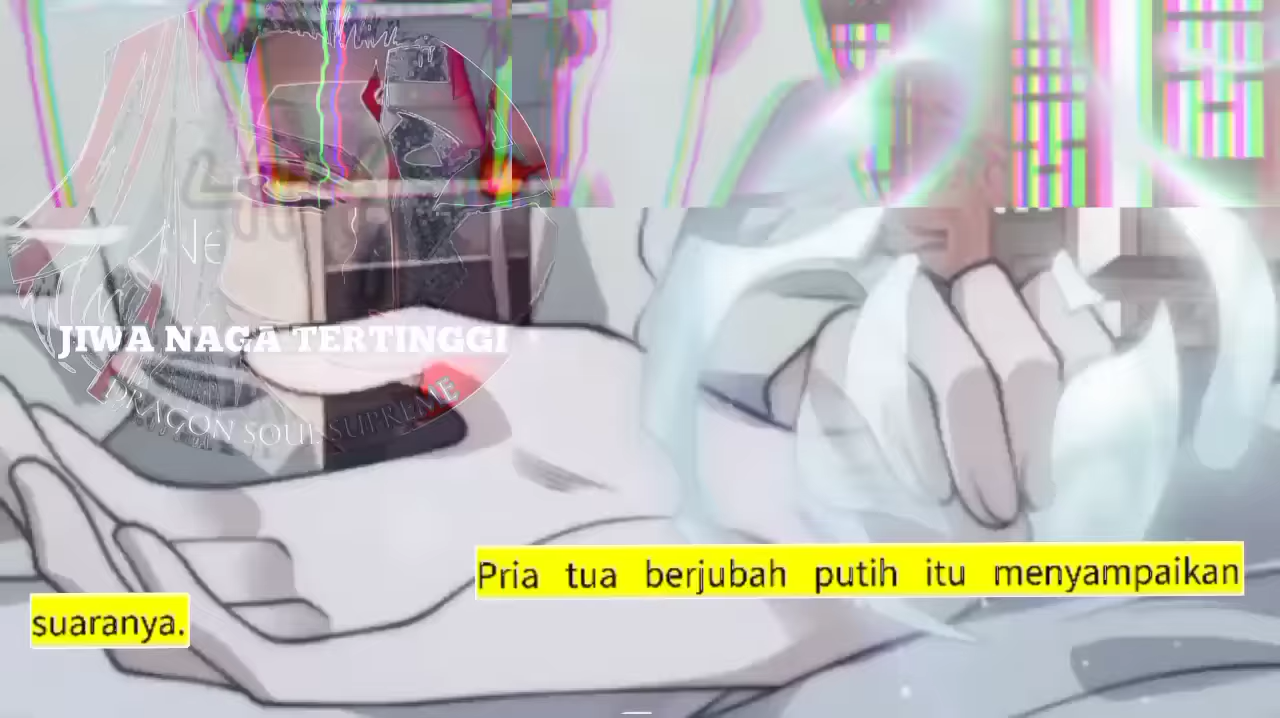 JIWA NAGA TERTINGGI
DRAGON SOUL SUPREME
Pria tua berjubah putih itu menyampaikan
suaranya.